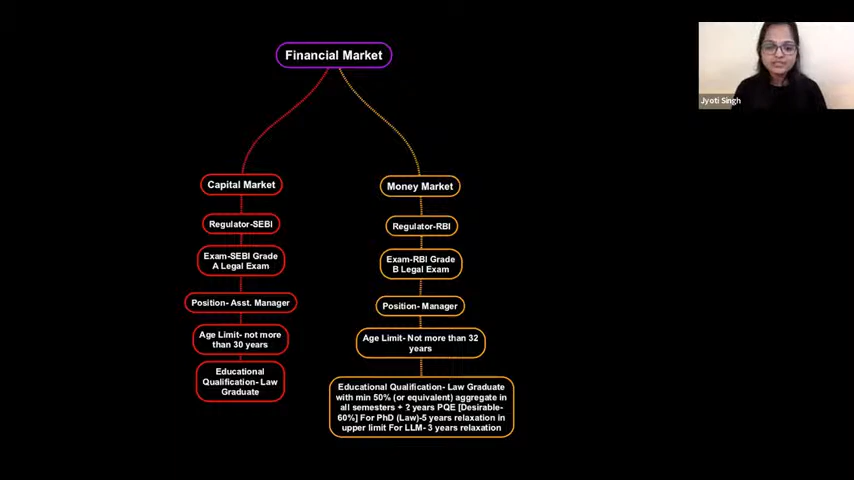 Financial Market
Jyoti Singh
Capital Market
Regulator-SEBI
Exam-SEBI Grade
A Legal Exam
Position- Asst. Manager
Age Limit- not more
than 30 years
Educational
Qualification- Law
Graduate
Money Market
Regulator-RBI
Exam-RBI Grade
B Legal Exam
Position- Manager
Age Limit- Not more than 32
years
Educational Qualification- Law Graduate
with min 50% (or equivalent) aggregate in
all semesters + 2 years PQE [Desirable-
60%] For PhD (Law)-5 years relaxation in
upper limit For LLM- 3 years relaxation